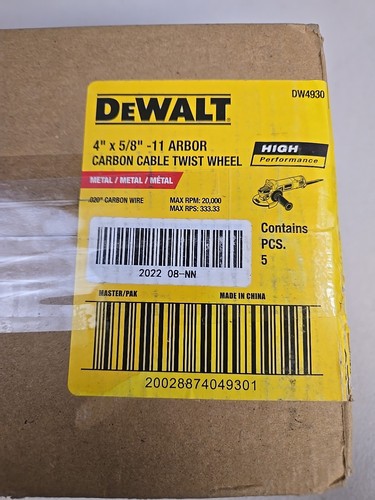 DW4930
DEWALT
4" x 5/8" -11 ARBOR
CARBON CABLE TWIST WHEEL
HIGH
Performance
METAL / METAL / MÉTAL
.020" CARBON WIRE
MAX RPM: 20,000
MAX RPS: 333.33
Contains
PCS.
5
2022 08-NN
MASTER/PAK
MADE IN CHINA
20028874049301